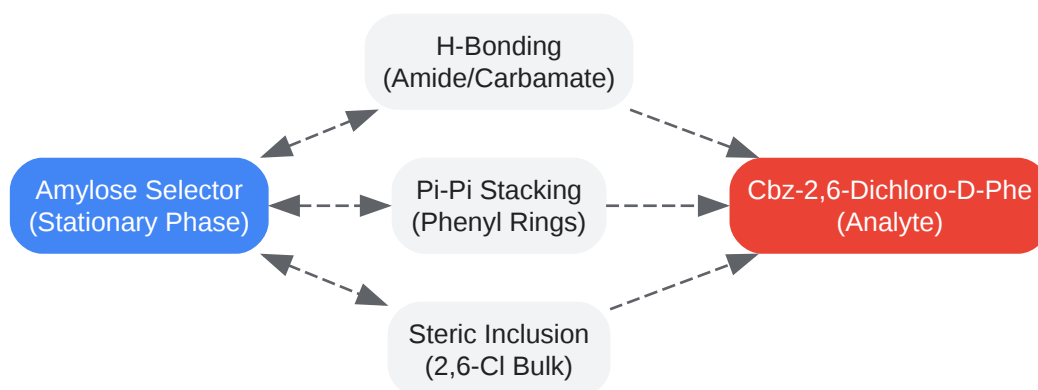 H-Bonding
(Amide/Carbamate)
Amylose Selector
(Stationary Phase)
Pi-Pi Stacking
(Phenyl Rings)
Cbz-2,6-Dichloro-D-Phe
(Analyte)
Steric Inclusion
(2,6-Cl Bulk)